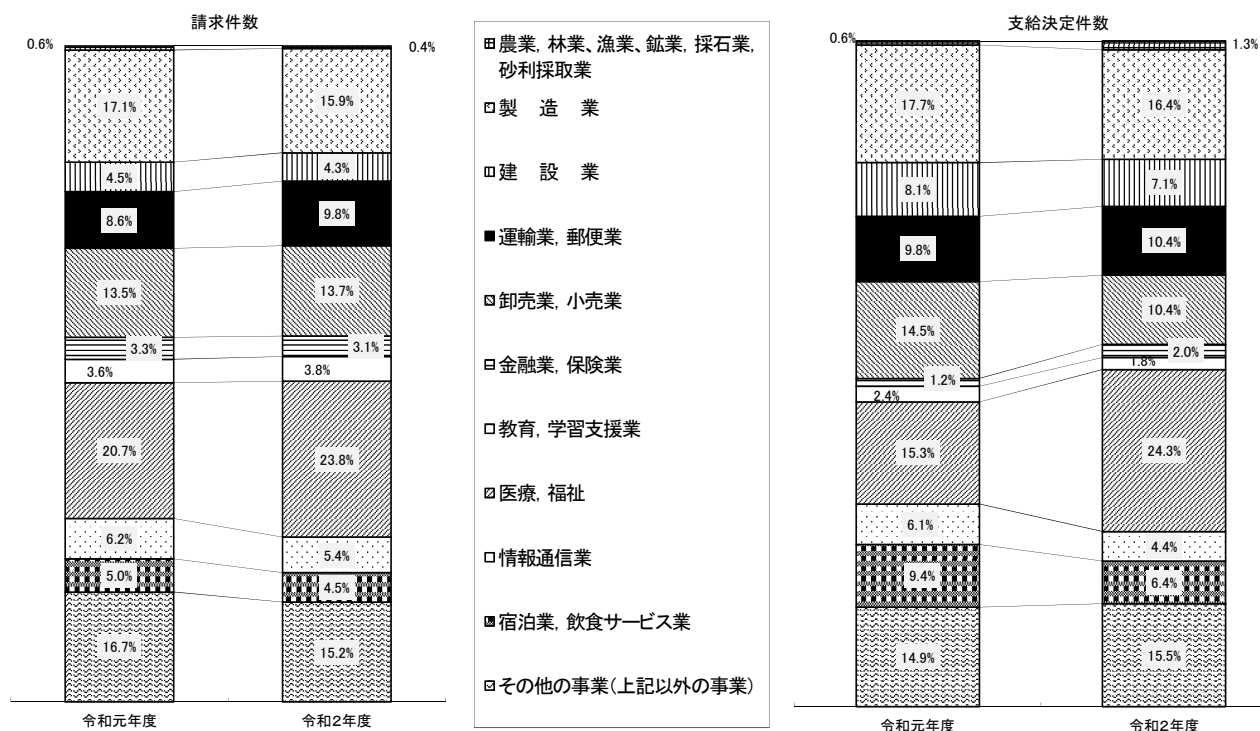 請求件数
0.6%
0.4%
17.1%
15.9%
4.5%
4.3%
8.6%
9.8%
13.5%
13.7%
3.3%
3.1%
3.6%
3.8%
20.7%
23.8%
6.2%
5.4%
5.0%
4.5%
16.7%
15.2%
令和元年度
令和2年度
農業, 林業、漁業、鉱業, 採石業,
砂利採取業
製 造 業
建 設 業
運輸業, 郵便業
卸売業, 小売業
金融業, 保険業
教育, 学習支援業
医療, 福祉
情報通信業
宿泊業, 飲食サービス業
その他の事業(上記以外の事業)
支給決定件数
0.6%
1.3%
17.7%
16.4%
8.1%
7.1%
9.8%
10.4%
14.5%
10.4%
1.2%
2.0%
2.4%
1.8%
15.3%
24.3%
6.1%
4.4%
9.4%
6.4%
14.9%
15.5%
令和元年度
令和2年度